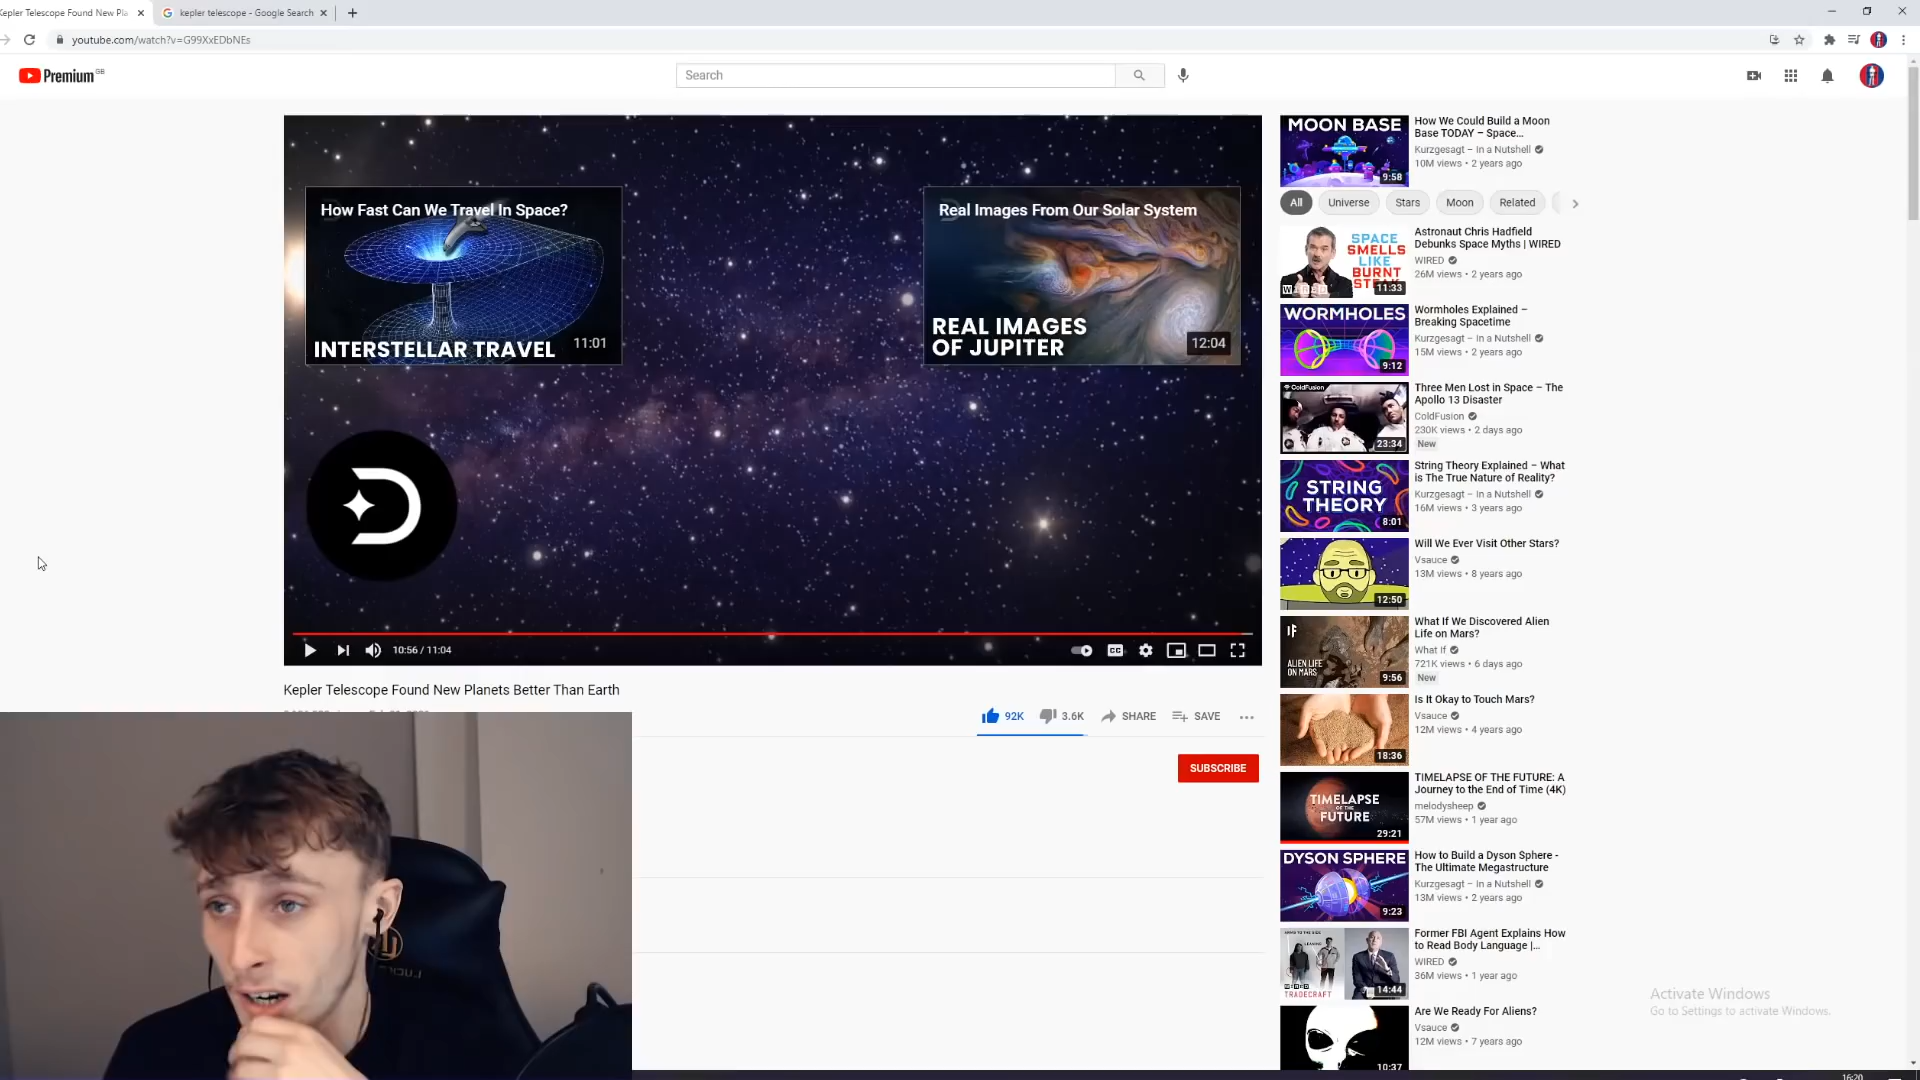 Kepler Telescope Found New Pla
kepler telescope - Google Search
youtube.com/watch?v=G99XxEDbNEs
Premium GB
Search
How Fast Can We Travel In Space?
INTERSTELLAR TRAVEL
11:01
Real Images From Our Solar System
REAL IMAGES
OF JUPITER
12:04
10:56 / 11:04
CC
Kepler Telescope Found New Planets Better Than Earth
92K
3.6K
SHARE
SAVE
SUBSCRIBE
MOON BASE
9:58
How We Could Build a Moon
Base TODAY – Space...
Kurzgesagt – In a Nutshell
10M views • 2 years ago
All
Universe
Stars
Moon
Related
SPACE
SMELLS
LIKE
BURNT
WIRED
11:33
Astronaut Chris Hadfield
Debunks Space Myths | WIRED
WIRED
26M views • 2 years ago
WORMHOLES
9:12
Wormholes Explained –
Breaking Spacetime
Kurzgesagt – In a Nutshell
15M views • 2 years ago
ColdFusion
23:34
Three Men Lost in Space – The
Apollo 13 Disaster
ColdFusion
230K views • 2 days ago
New
STRING
THEORY
8:01
String Theory Explained – What
is The True Nature of Reality?
Kurzgesagt – In a Nutshell
16M views • 3 years ago
12:50
Will We Ever Visit Other Stars?
Vsauce
13M views • 8 years ago
ALIEN LIFE
ON MARS
9:56
What If We Discovered Alien
Life on Mars?
What If
721K views • 6 days ago
New
18:36
Is It Okay to Touch Mars?
Vsauce
12M views • 4 years ago
TIMELAPSE
OF THE
FUTURE
29:21
TIMELAPSE OF THE FUTURE: A
Journey to the End of Time (4K)
melodysheep
57M views • 1 year ago
DYSON SPHERE
9:23
How to Build a Dyson Sphere -
The Ultimate Megastructure
Kurzgesagt – In a Nutshell
13M views • 2 years ago
TRADECRAFT
14:44
Former FBI Agent Explains How
to Read Body Language |...
WIRED
36M views • 1 year ago
10:37
Are We Ready For Aliens?
Vsauce
12M views • 7 years ago
Activate Windows
Go to Settings to activate Windows.
16:20